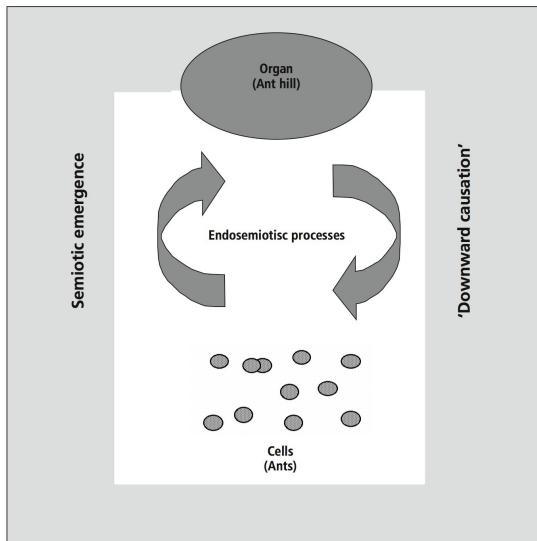 Organ
(Ant hill)
Semiotic emergence
Endosemiotisc processes
'Downward causation'
Cells
(Ants)